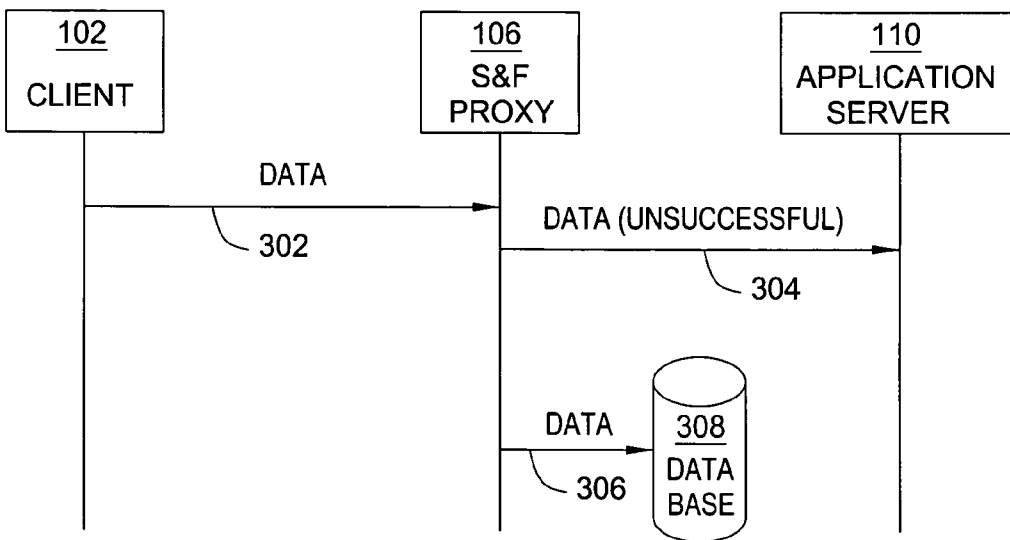 102
CLIENT
106
S&F
PROXY
110
APPLICATION
SERVER
DATA
302
DATA (UNSUCCESSFUL)
304
DATA
306
308
DATA
BASE